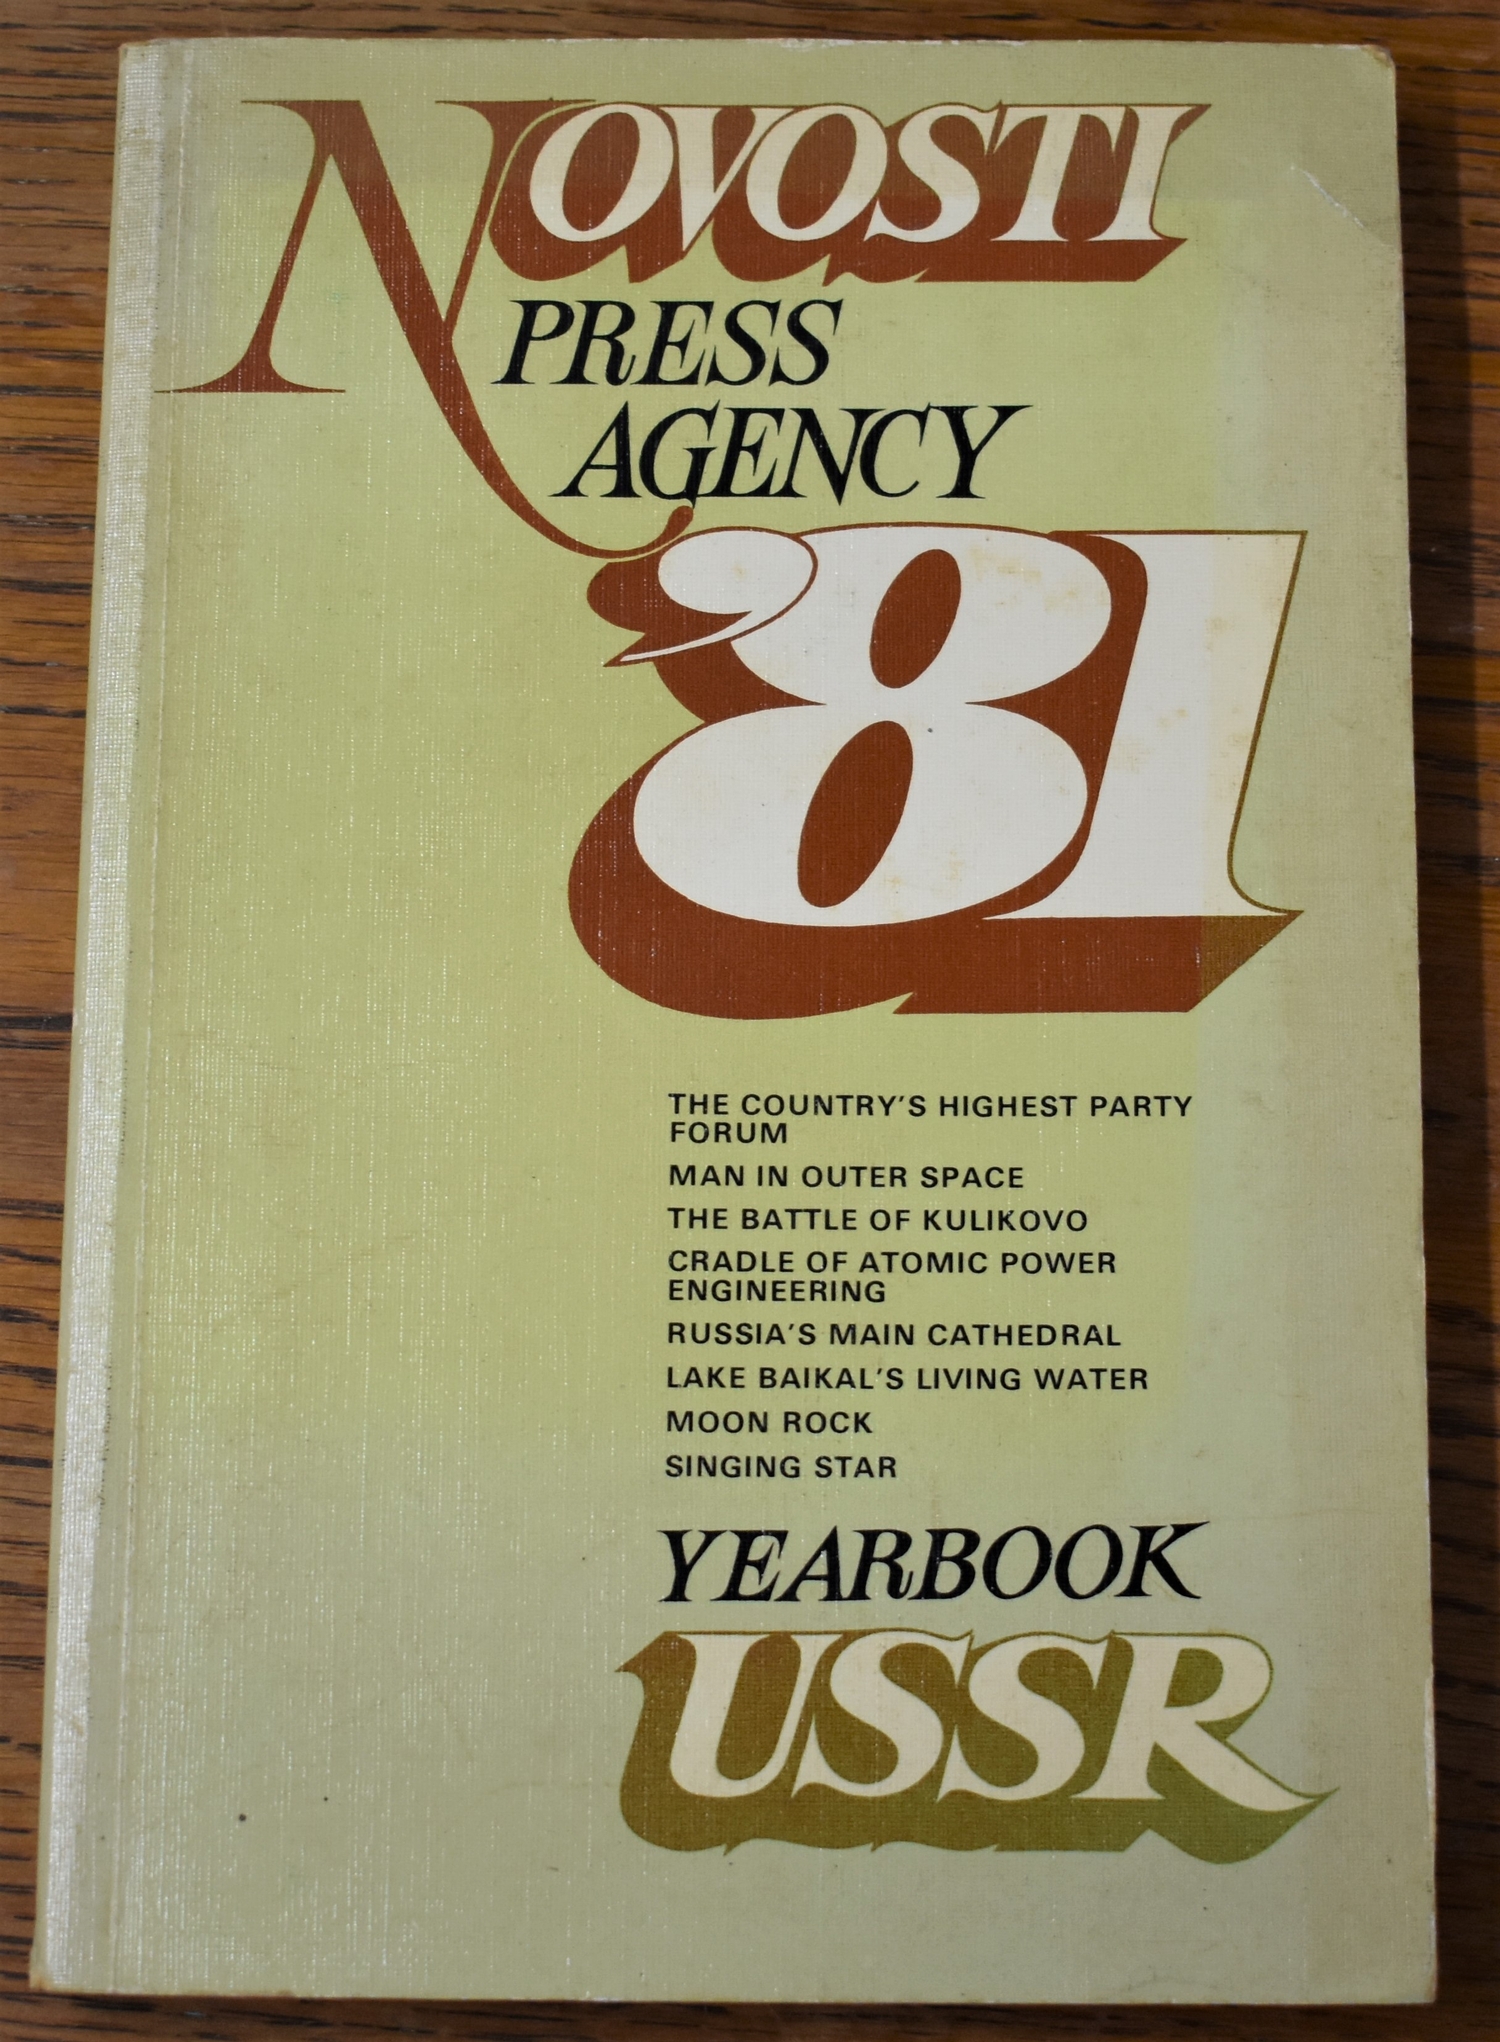 NOVOSTI
PRESS
AGENCY
'81
THE COUNTRY'S HIGHEST PARTY
FORUM
MAN IN OUTER SPACE
THE BATTLE OF KULIKOVO
CRADLE OF ATOMIC POWER
ENGINEERING
RUSSIA'S MAIN CATHEDRAL
LAKE BAIKAL'S LIVING WATER
MOON ROCK
SINGING STAR
YEARBOOK
USSR